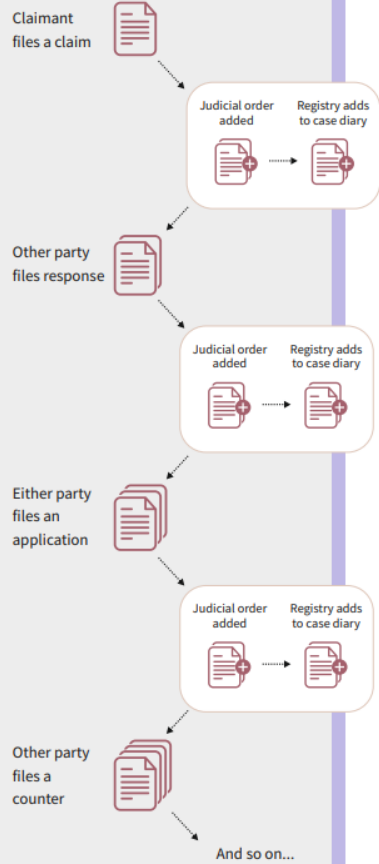 Claimant
files a claim
Judicial order
added
Registry adds
to case diary
Other party
files response
Judicial order
added
Registry adds
to case diary
Either party
files an
application
Judicial order
added
Registry adds
to case diary
Other party
files a
counter
And so on...